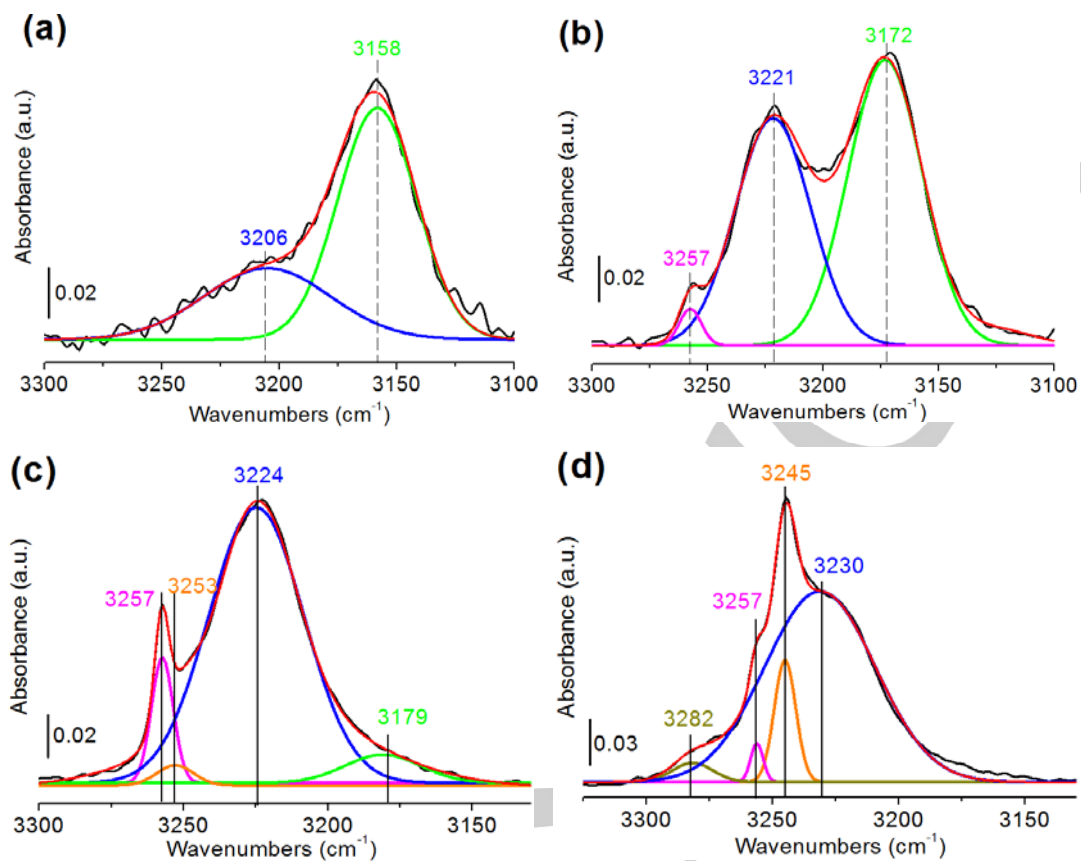 (a)
3158
3206
Absorbance (a.u.)
0.02
3300
3250
3200
3150
3100
Wavenumbers (cm⁻¹)
(b)
3172
3221
3257
Absorbance (a.u.)
0.02
3300
3250
3200
3150
3100
Wavenumbers (cm⁻¹)
(c)
3224
3257
3253
3179
Absorbance (a.u.)
0.02
3300
3250
3200
3150
Wavenumbers (cm⁻¹)
(d)
3245
3230
3257
3282
Absorbance (a.u.)
0.03
3300
3250
3200
3150
Wavenumbers (cm⁻¹)